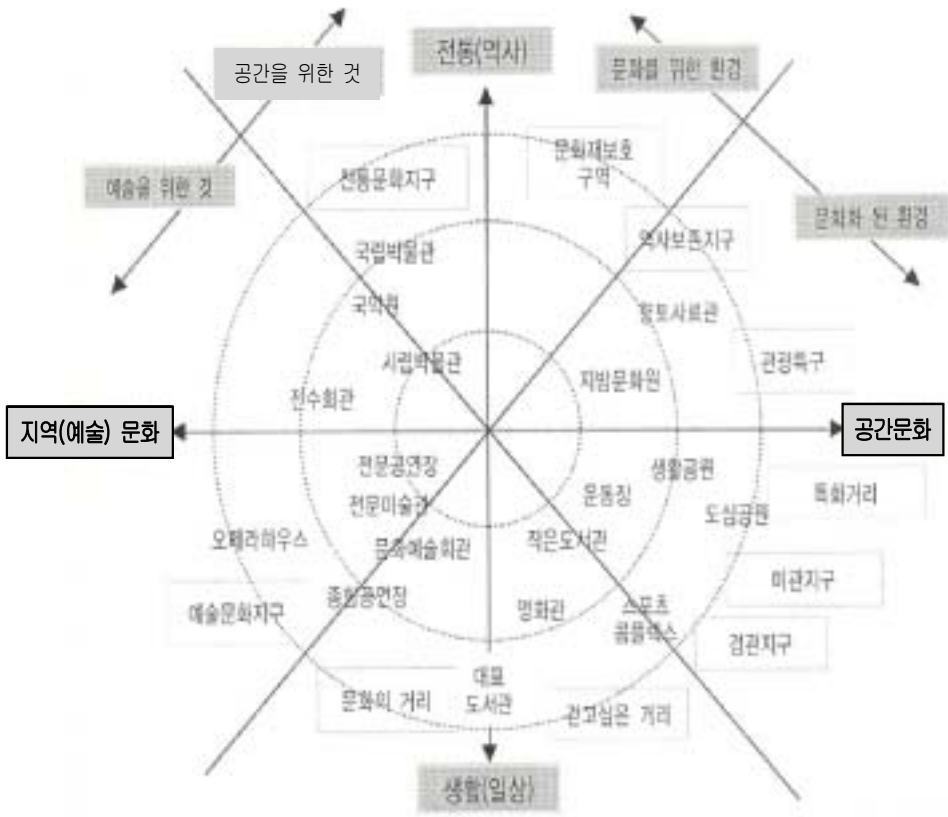 공간을 위한 것
전통(역사)
문화를 위한 환경
예술을 위한 것
전통문화지구
문화재보호
구역
문화화 된 환경
역사보존지구
국립박물관
국악원
향토사료관
시립박물관
관광특구
지방문화원
전수회관
지역(예술) 문화
공간문화
전문공연장
생활공원
전문미술관
운동장
특화거리
도심공원
오페라하우스
문화예술회관
작은도서관
미관지구
예술문화지구
종합공연장
영화관
스포츠
콤플렉스
경관지구
대표
도서관
문화의 거리
걷고싶은 거리
생활(일상)